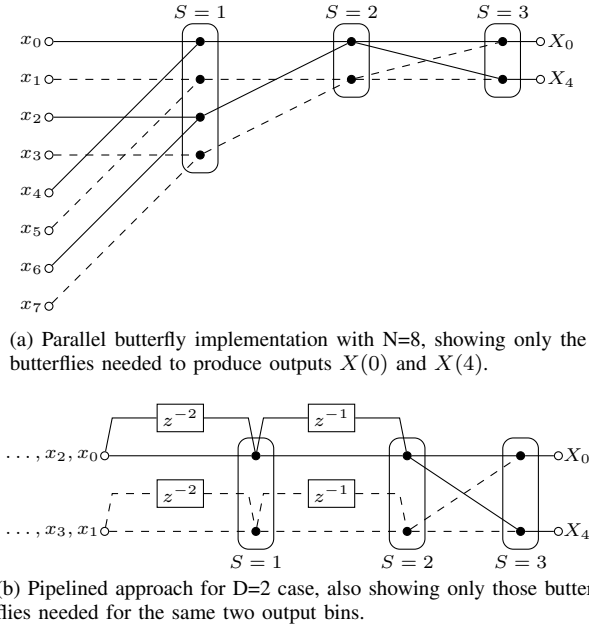 S = 1 S = 2 S = 3
x₀ X₀
x₁ X₄
x₂
x₃
x₄
x₅
x₆
x₇
(a) Parallel butterfly implementation with N=8, showing only the
butterflies needed to produce outputs X(0) and X(4).
z⁻² z⁻¹
. . . , x₂, x₀ X₀
z⁻² z⁻¹
. . . , x₃, x₁ X₄
S = 1 S = 2 S = 3
(b) Pipelined approach for D=2 case, also showing only those butter
flies needed for the same two output bins.